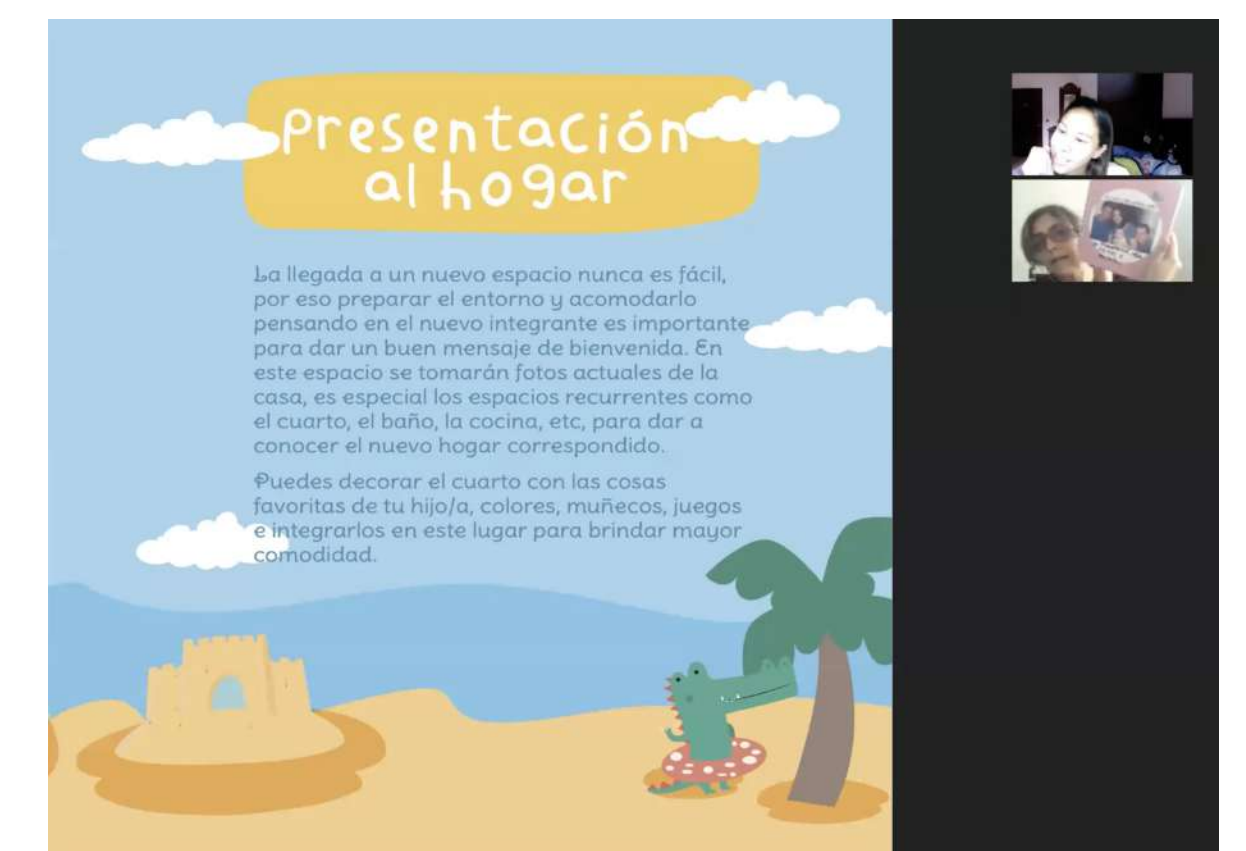 Presentación
al hogar
La llegada a un nuevo espacio nunca es fácil,
por eso preparar el entorno y acomodarlo
pensando en el nuevo integrante es importante
para dar un buen mensaje de bienvenida. En
este espacio se tomarán fotos actuales de la
casa, es especial los espacios recurrentes como
el cuarto, el baño, la cocina, etc, para dar a
conocer el nuevo hogar correspondido.
Puedes decorar el cuarto con las cosas
favoritas de tu hijo/a, colores, muñecos, juegos
e integrarlos en este lugar para brindar mayor
comodidad.